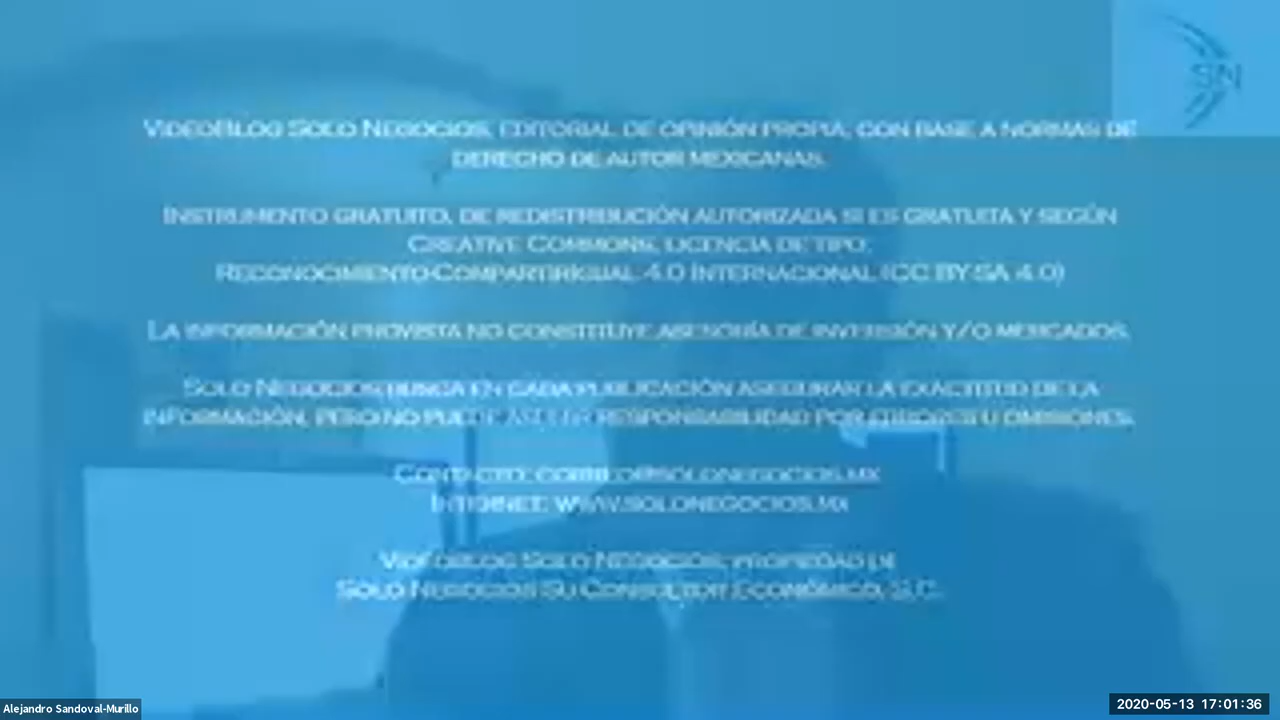 SN
VIDEOBLOG SOLO NEGOCIOS, EDITORIAL DE OPINIÓN PROPIA, CON BASE A NORMAS DE
DERECHO DE AUTOR MEXICANAS.
INSTRUMENTO GRATUITO, DE REDISTRIBUCIÓN AUTORIZADA SI ES GRATUITA Y SEGÚN
CREATIVE COMMONS, LICENCIA DE TIPO:
RECONOCIMIENTO-COMPARTIRIGUAL 4.0 INTERNACIONAL (CC BY-SA 4.0)
LA INFORMACIÓN PROVISTA NO CONSTITUYE ASESORÍA DE INVERSIÓN Y/O MERCADOS.
SOLO NEGOCIOS BUSCA EN CADA PUBLICACIÓN ASEGURAR LA EXACTITUD DE LA
INFORMACIÓN, PERO NO PUEDE ASEGUIR RESPONSABILIDAD POR ERRORES U OMISIONES.
CONTACTO: CORREO@SOLONEGOCIOS.MX
INTERNET: WWW.SOLONEGOCIOS.MX
VIDEOBLOG SOLO NEGOCIOS, PROPIEDAD DE
SOLO NEGOCIOS SU CONSULTOR ECONÓMICO, S.C.
Alejandro Sandoval-Murillo
2020-05-13 17:01:36